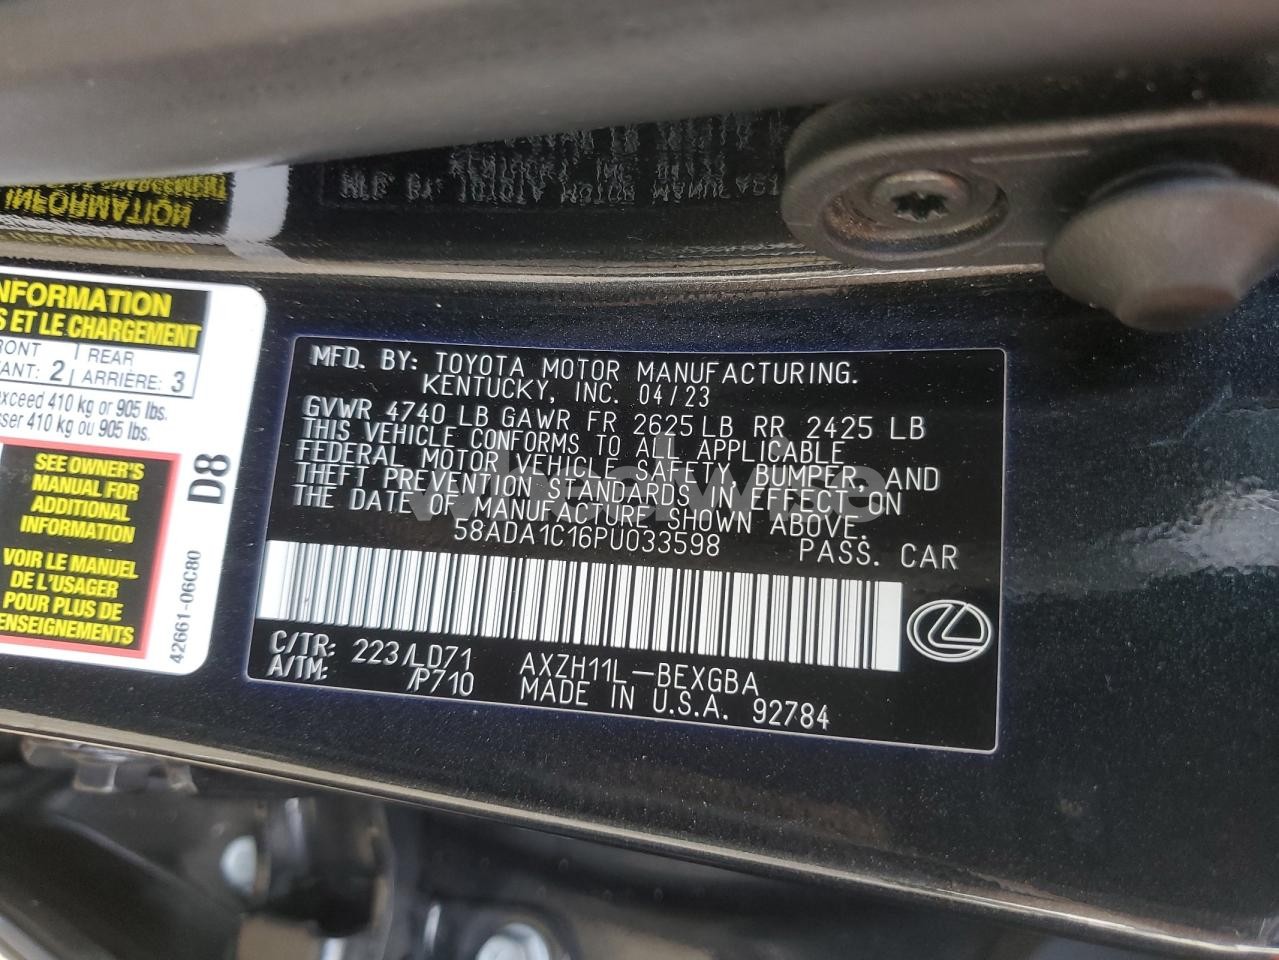 INFORMATION
NFORMATION
S ET LE CHARGEMENT
RONT
ANT: 2
REAR
ARRIÈRE: 3
exceed 410 kg or 905 lbs.
sser 410 kg ou 905 lbs.
SEE OWNER'S
MANUAL FOR
ADDITIONAL
INFORMATION
VOIR LE MANUEL
DE L'USAGER
POUR PLUS DE
ENSEIGNEMENTS
D8
42661-06C80
MFD. BY: TOYOTA MOTOR MANUFACTURING.
KENTUCKY, INC. 04/23
GVWR 4740 LB GAWR FR 2625 LB RR 2425 LB
THIS VEHICLE CONFORMS TO ALL APPLICABLE
FEDERAL MOTOR VEHICLE SAFETY, BUMPER, AND
THEFT PREVENTION STANDARDS IN EFFECT ON
THE DATE OF MANUFACTURE SHOWN ABOVE.
58ADA1C16PU033598 PASS. CAR
C/TR: 223/LD71 AXZH11L-BEXGBA
A/TM: /P710 MADE IN U.S.A. 92784
wheelwise